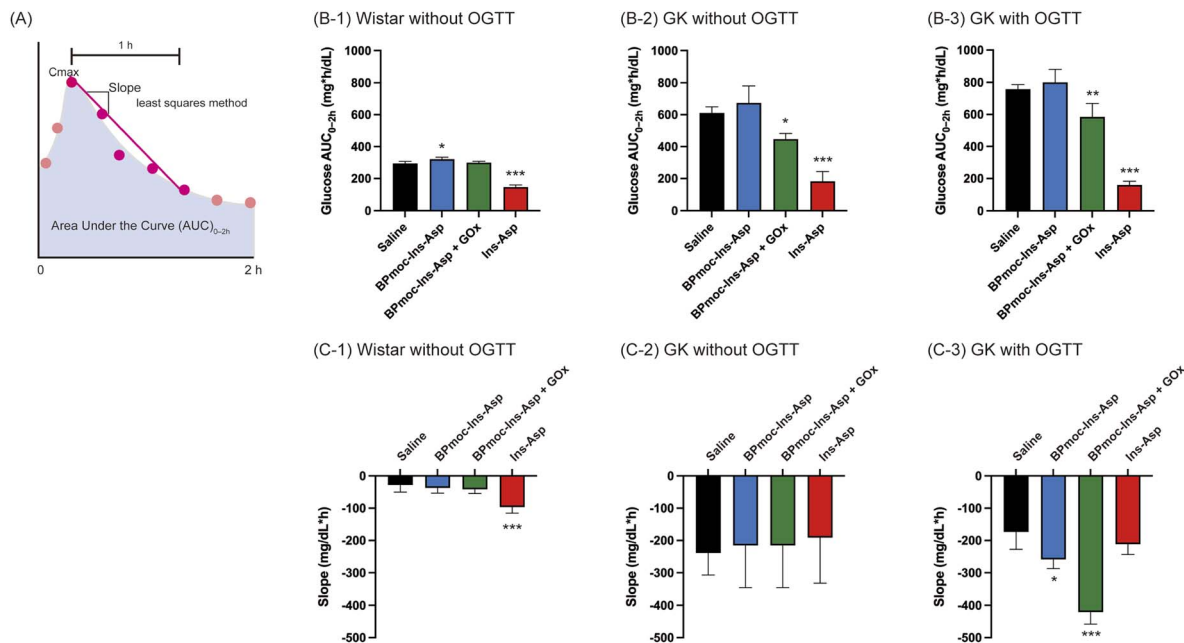 (A)
1 h
Cmax
Slope
least squares method
Area Under the Curve (AUC)0–2h
0
2 h
(B-1) Wistar without OGTT
Glucose AUC0–2h (mg*h/dL)
1000
800
600
400
200
0
*
***
Saline
BPmoc-Ins-Asp
BPmoc-Ins-Asp + GOx
Ins-Asp
(B-2) GK without OGTT
Glucose AUC0–2h (mg*h/dL)
1000
800
600
400
200
0
*
***
Saline
BPmoc-Ins-Asp
BPmoc-Ins-Asp + GOx
Ins-Asp
(B-3) GK with OGTT
Glucose AUC0–2h (mg*h/dL)
1000
800
600
400
200
0
**
***
Saline
BPmoc-Ins-Asp
BPmoc-Ins-Asp + GOx
Ins-Asp
(C-1) Wistar without OGTT
Saline
BPmoc-Ins-Asp
BPmoc-Ins-Asp + GOx
Ins-Asp
Slope (mg/dL*h)
0
-100
-200
-300
-400
-500
***
(C-2) GK without OGTT
Saline
BPmoc-Ins-Asp
BPmoc-Ins-Asp + GOx
Ins-Asp
Slope (mg/dL*h)
0
-100
-200
-300
-400
-500
(C-3) GK with OGTT
Saline
BPmoc-Ins-Asp
BPmoc-Ins-Asp + GOx
Ins-Asp
Slope (mg/dL*h)
0
-100
-200
-300
-400
-500
*
***